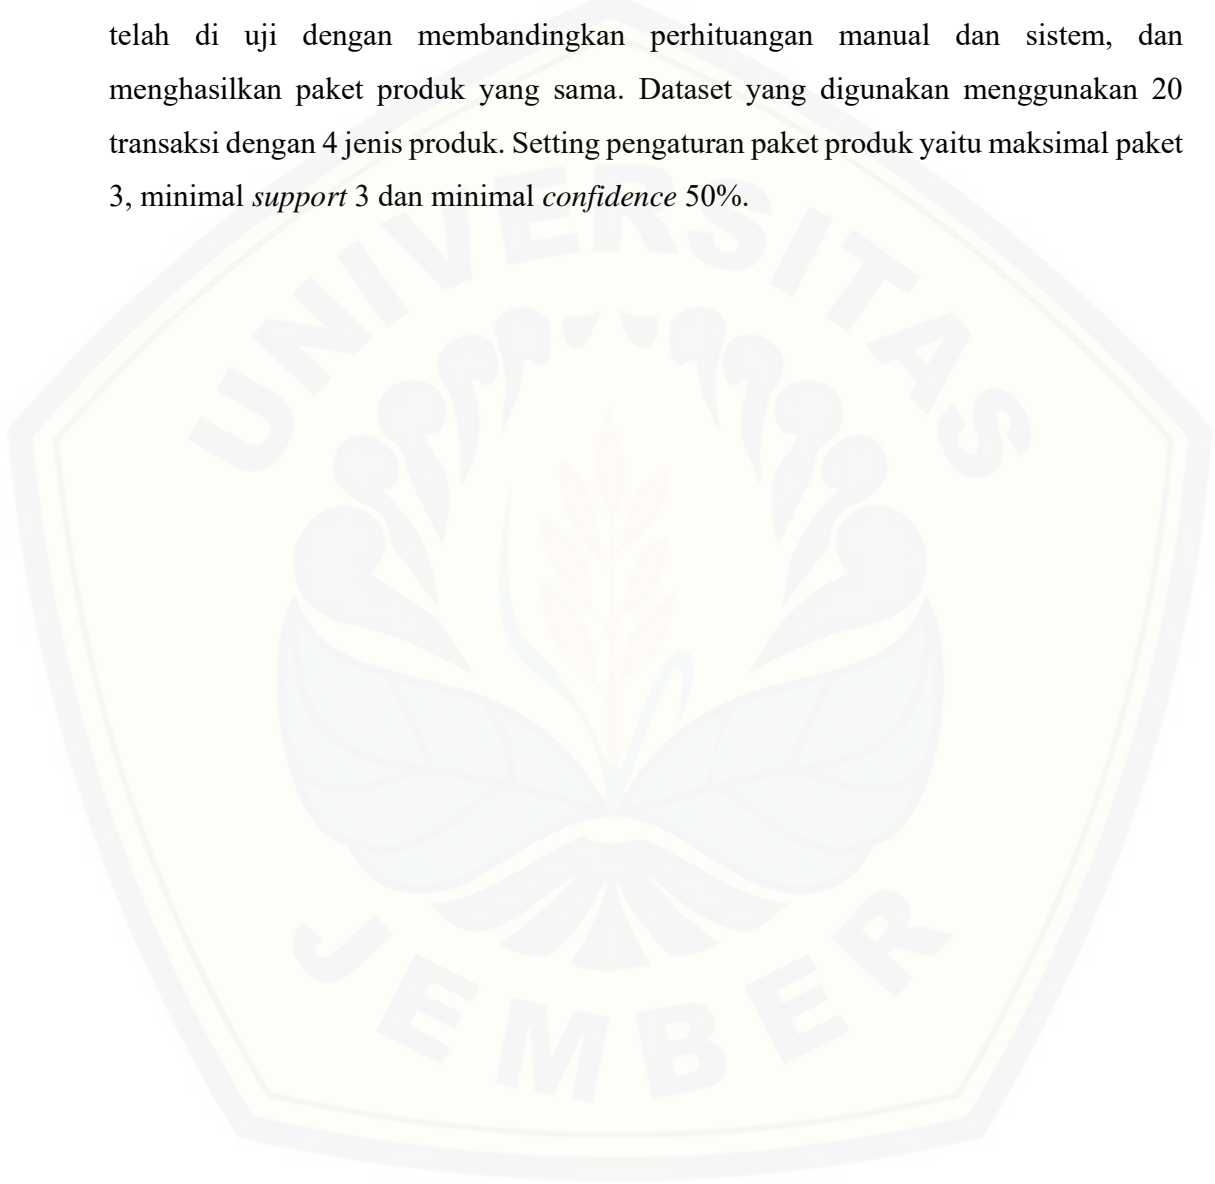 telah di uji dengan membandingkan perhituangan manual dan sistem, dan
menghasilkan paket produk yang sama. Dataset yang digunakan menggunakan 20
transaksi dengan 4 jenis produk. Setting pengaturan paket produk yaitu maksimal paket
3, minimal support 3 dan minimal confidence 50%.
UNIVERSITAS
JEMBER